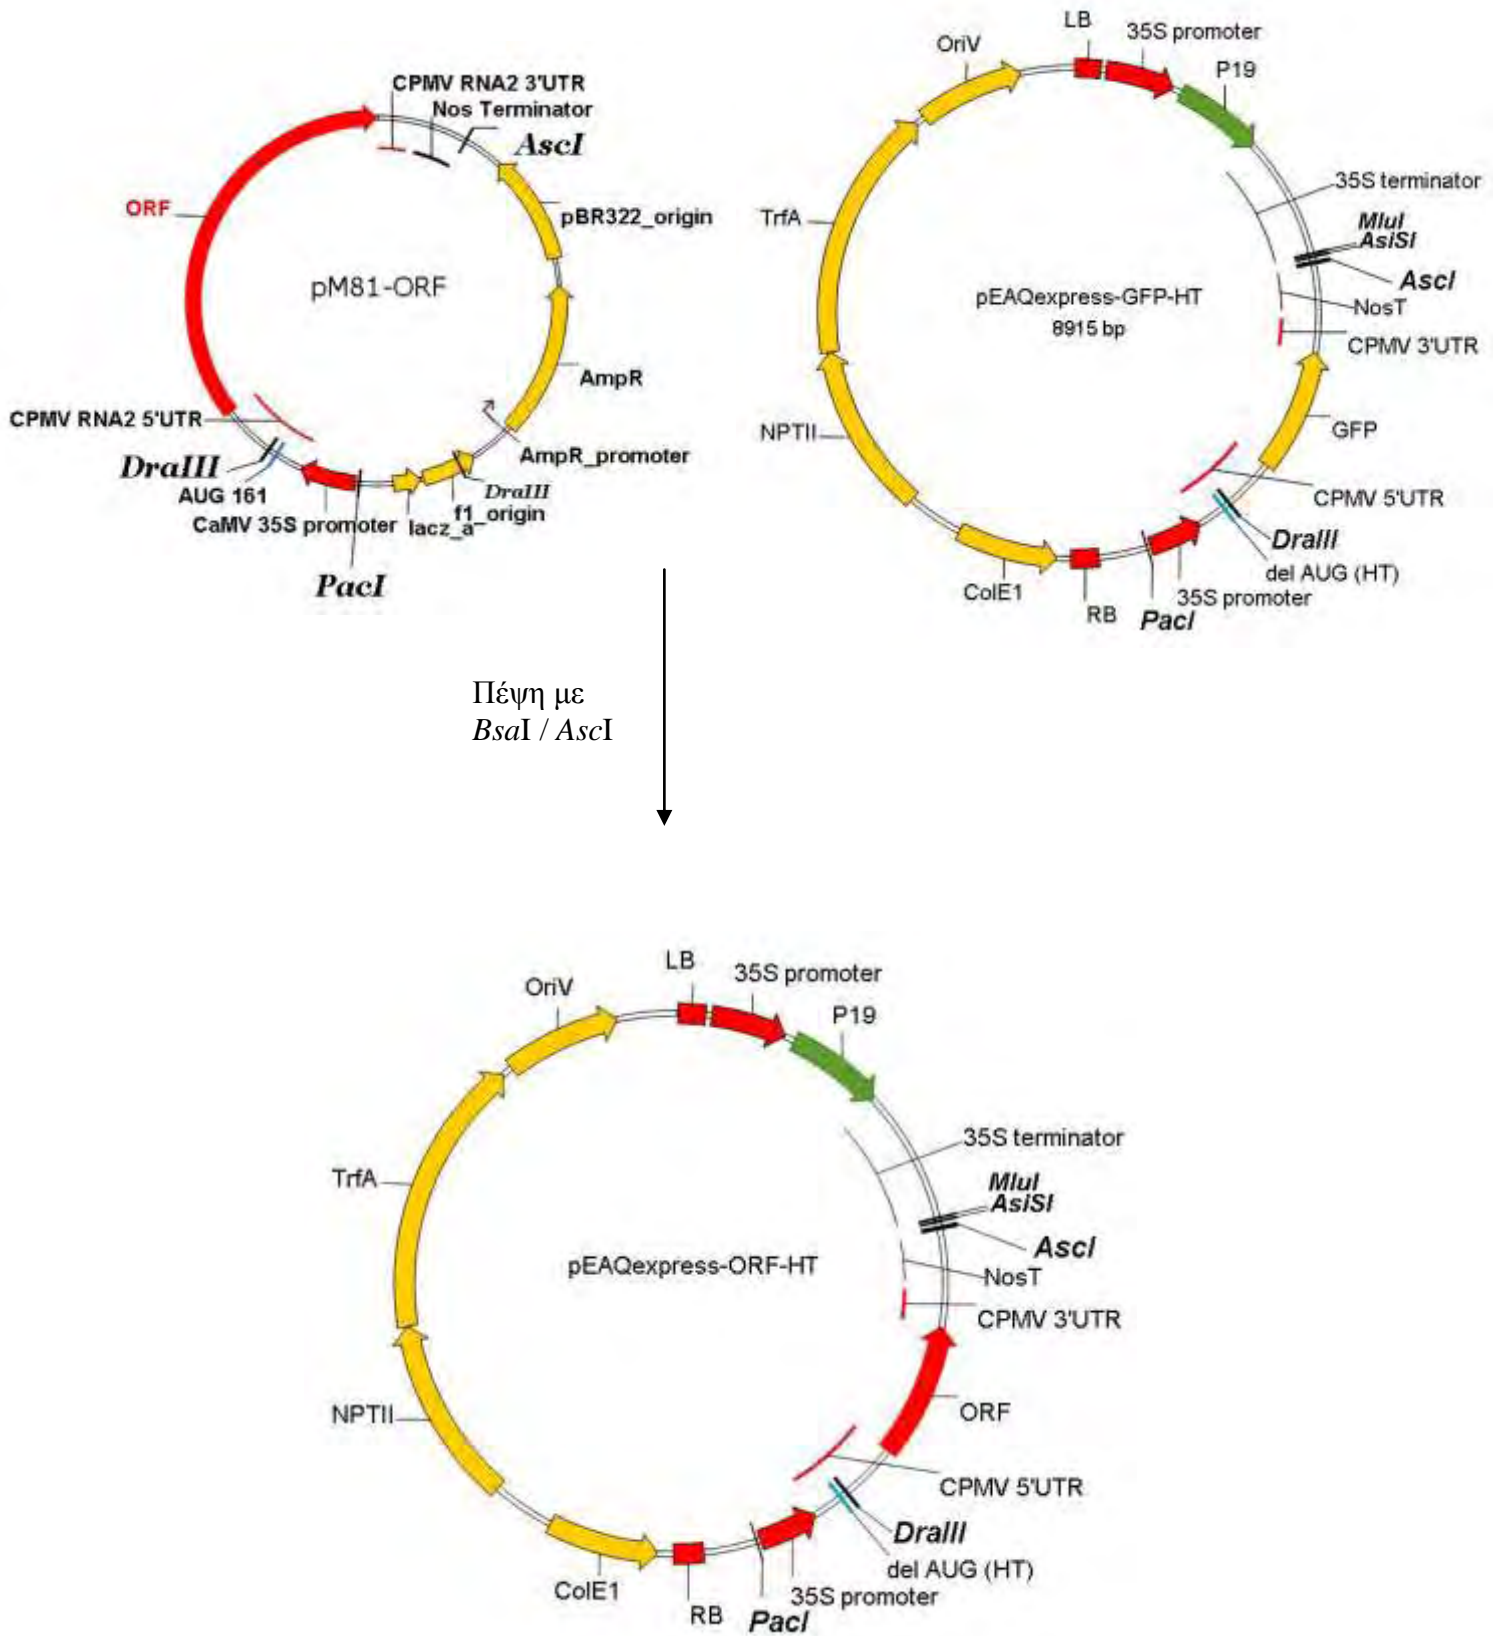 CPMV RNA2 3'UTR
Nos Terminator
AscI
ORF
pBR322_origin
pM81-ORF
AmpR
CPMV RNA2 5'UTR
AmpR_promoter
DraIII
AUG 161
DraIII
f1_origin
CaMV 35S promoter
lacz_a
PacI
LB
35S promoter
OriV
P19
35S terminator
MluI
AsiSI
AscI
TrfA
pEAQexpress-GFP-HT
8915 bp
NosT
CPMV 3'UTR
GFP
NPTII
CPMV 5'UTR
DraIII
del AUG (HT)
ColE1
35S promoter
RB
PacI
Πέψη με
BsaI / AscI
LB
35S promoter
OriV
P19
35S terminator
MluI
AsiSI
AscI
TrfA
pEAQexpress-ORF-HT
NosT
CPMV 3'UTR
ORF
NPTII
CPMV 5'UTR
DraIII
del AUG (HT)
ColE1
35S promoter
RB
PacI